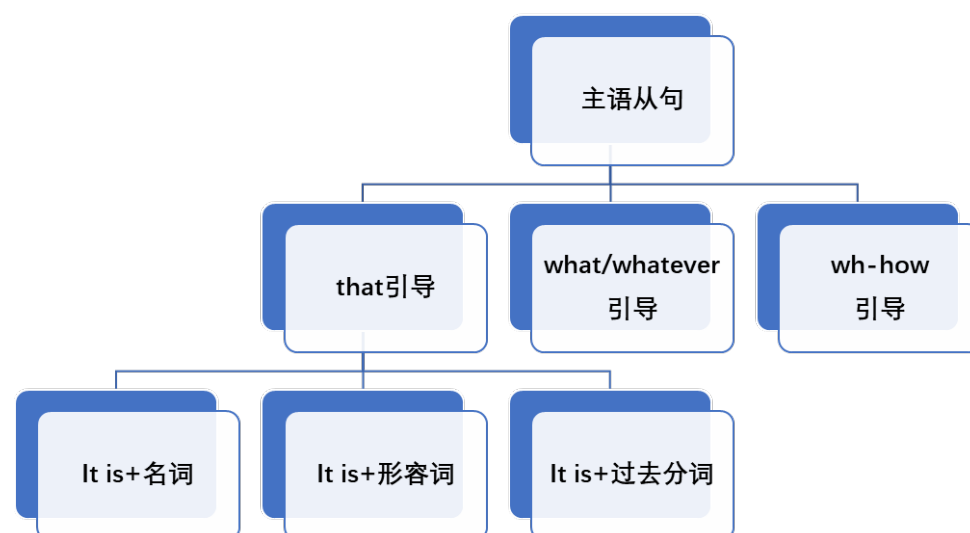 主语从句
that引导
what/whatever
引导
wh-how
引导
It is+名词
It is+形容词
It is+过去分词